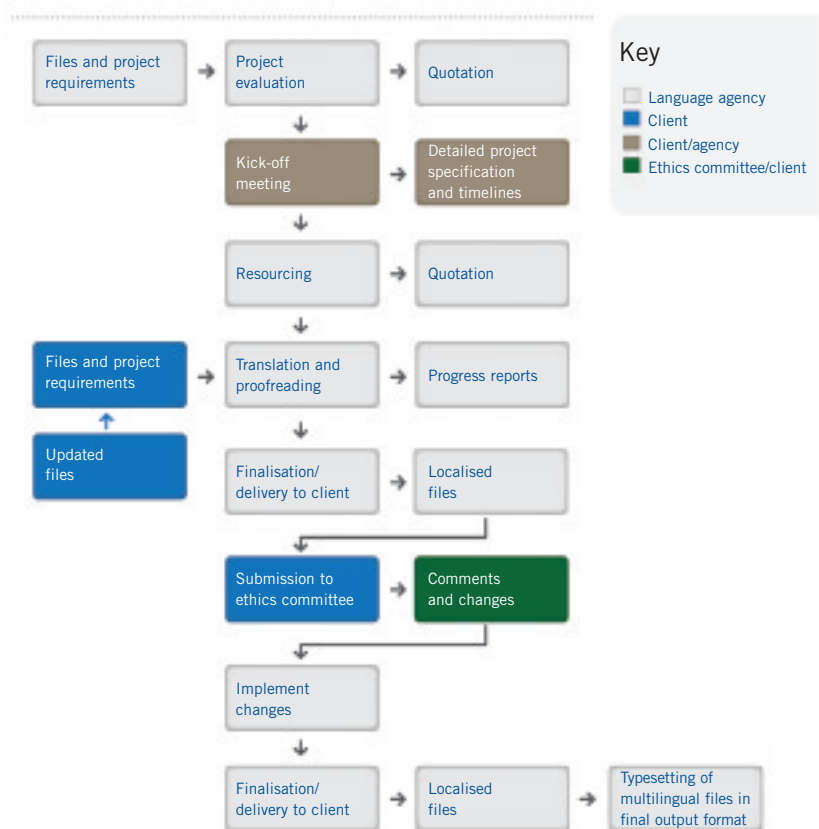 Files and project
requirements
Project
evaluation
Quotation
Key
Language agency
Client
Client/agency
Ethics committee/client
Kick-off
meeting
Detailed project
specification
and timelines
Resourcing
Quotation
Files and project
requirements
Translation and
proofreading
Progress reports
Updated
files
Finalisation/
delivery to client
Localised
files
Submission to
ethics committee
Comments
and changes
Implement
changes
Finalisation/
delivery to client
Localised
files
Typesetting of
multilingual files in
final output format